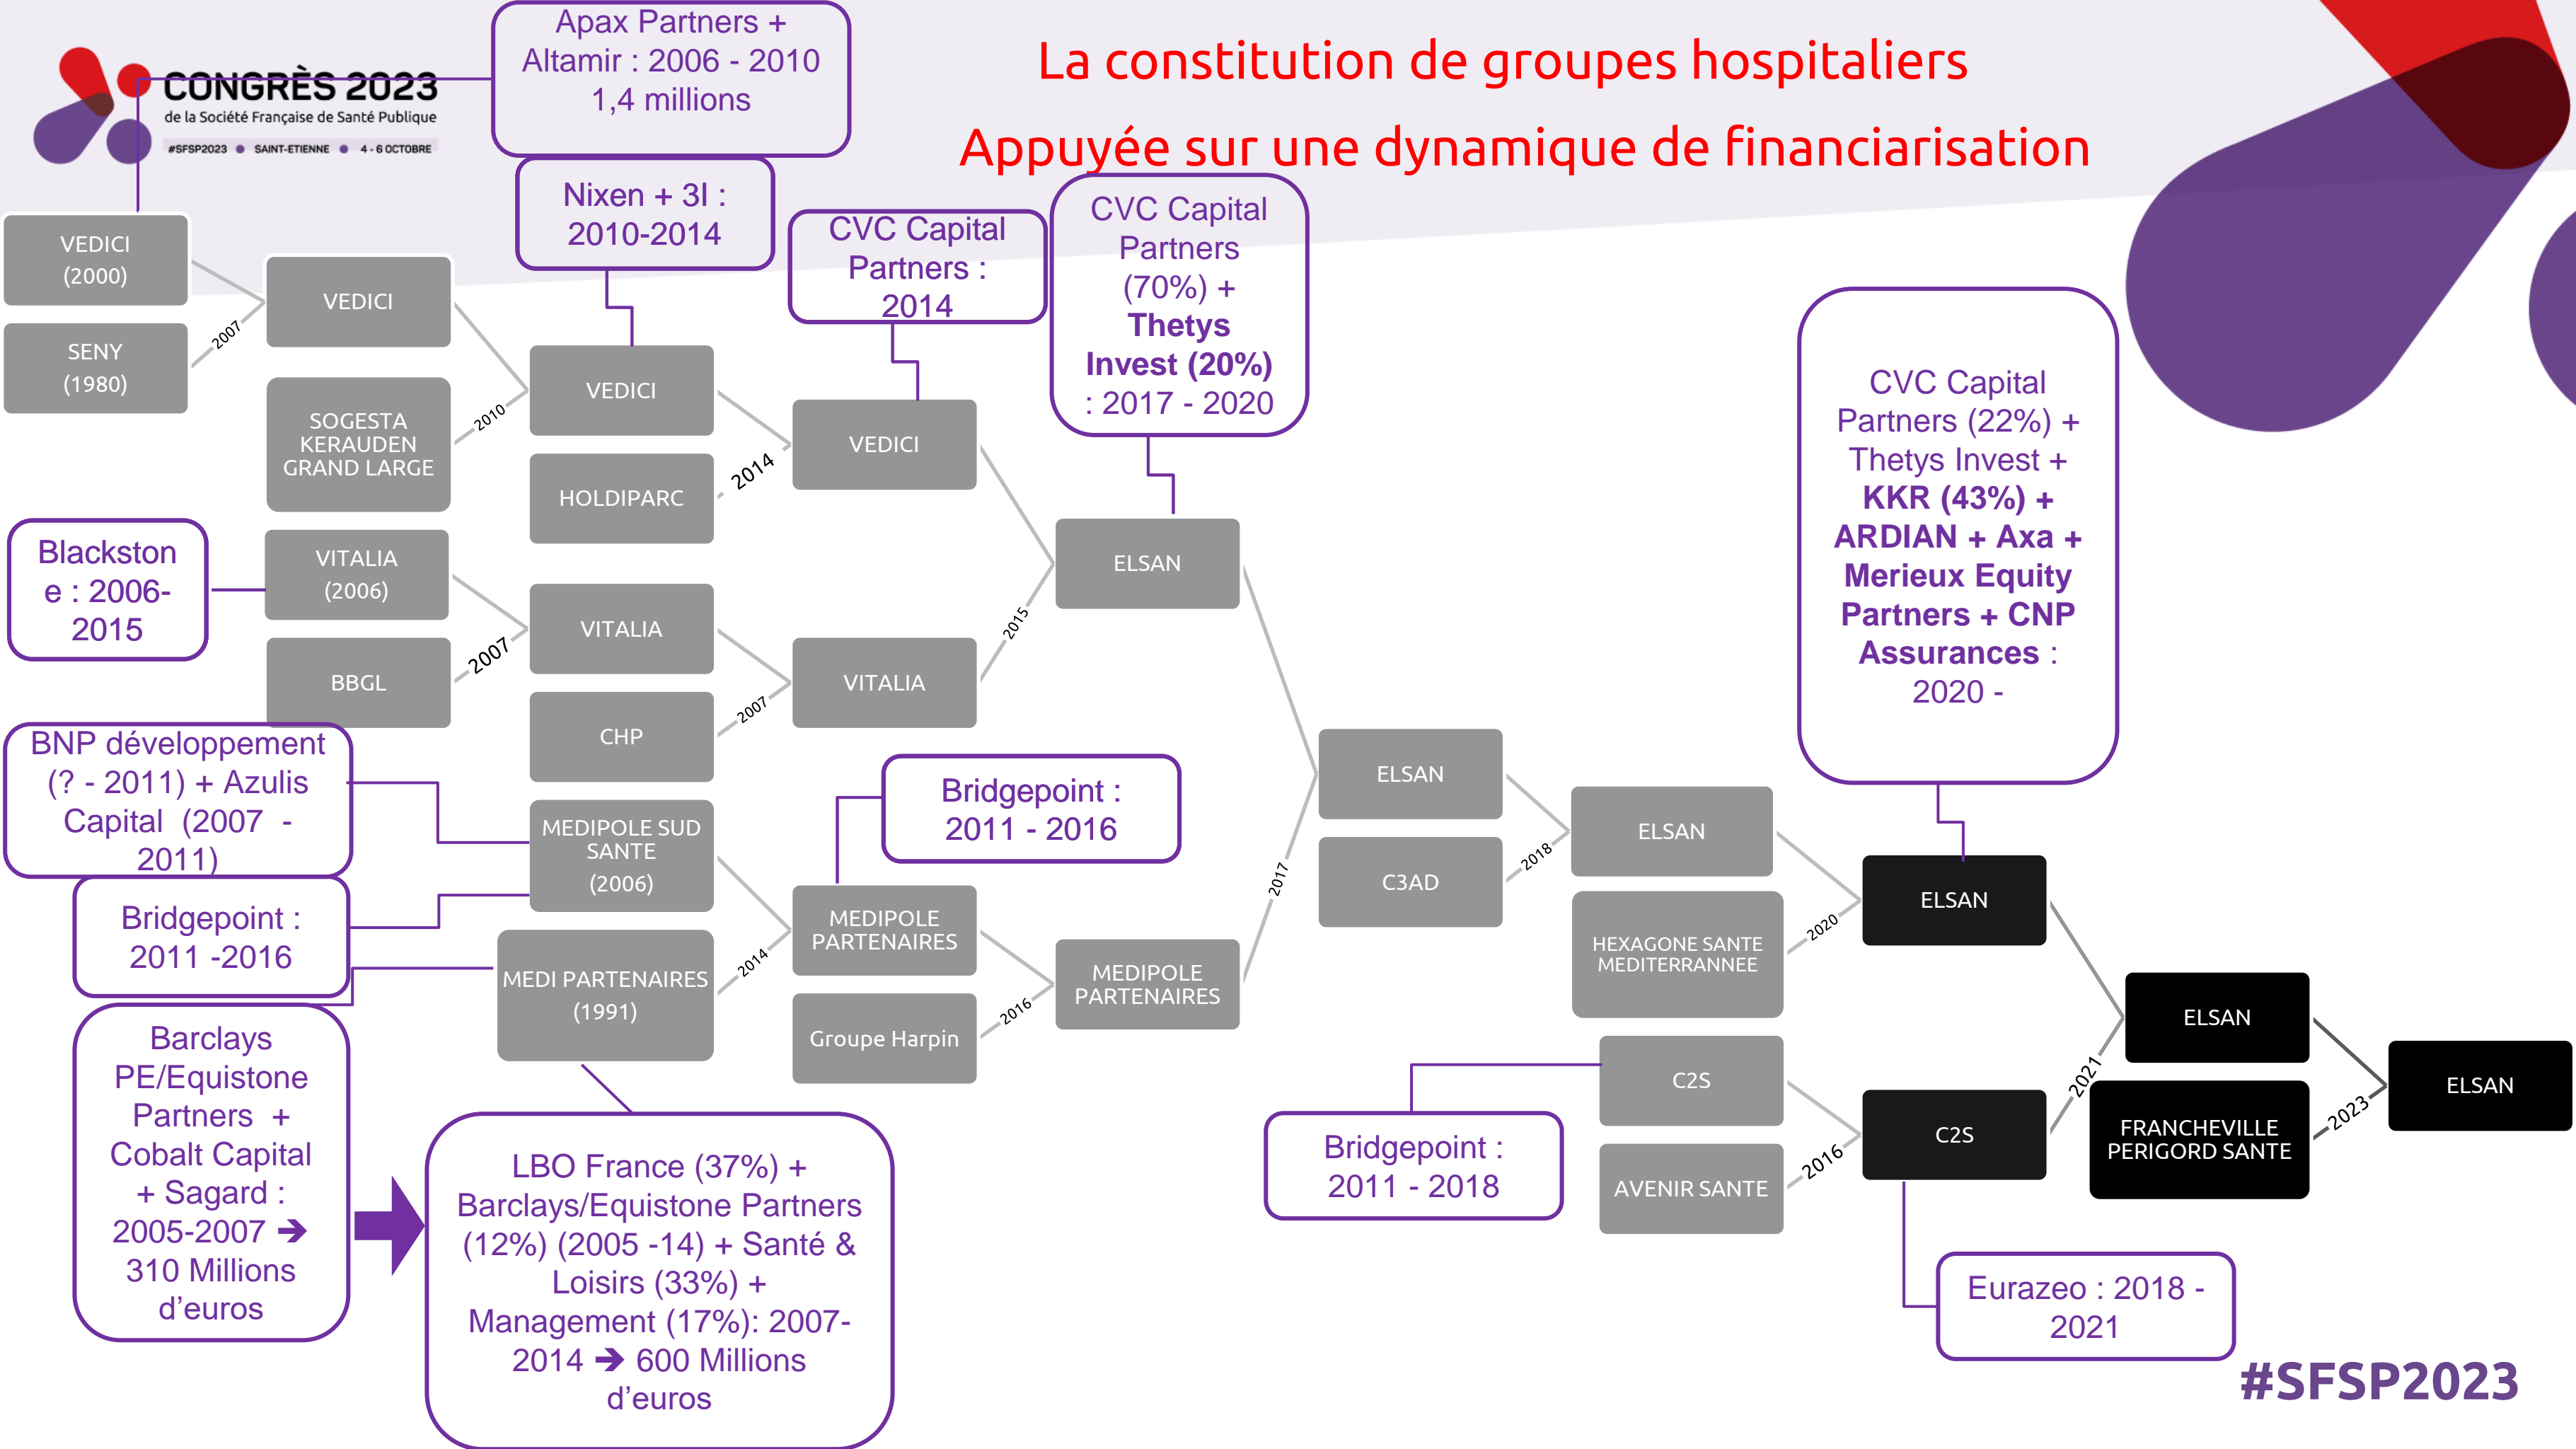 CONGRÈS 2023
de la Société Française de Santé Publique
#SFSP2023 ● SAINT-ETIENNE ● 4 - 6 OCTOBRE
La constitution de groupes hospitaliers
Appuyée sur une dynamique de financiarisation
Apax Partners +
Altamir : 2006 - 2010
1,4 millions
Nixen + 3I :
2010-2014
CVC Capital
Partners :
2014
CVC Capital
Partners
(70%) +
Thetys
Invest (20%)
: 2017 - 2020
CVC Capital
Partners (22%) +
Thetys Invest +
KKR (43%) +
ARDIAN + Axa +
Merieux Equity
Partners + CNP
Assurances :
2020 -
VEDICI
(2000)
SENY
(1980)
2007
VEDICI
SOGESTA
KERAUDEN
GRAND LARGE
2010
VEDICI
HOLDIPARC
2014
VEDICI
Blackston
e : 2006-
2015
VITALIA
(2006)
BBGL
2007
VITALIA
CHP
2007
VITALIA
2015
ELSAN
BNP développement
(? - 2011) + Azulis
Capital (2007 -
2011)
Bridgepoint :
2011 -2016
MEDIPOLE SUD
SANTE
(2006)
MEDI PARTENAIRES
(1991)
2014
Bridgepoint :
2011 - 2016
MEDIPOLE
PARTENAIRES
Groupe Harpin
2016
MEDIPOLE
PARTENAIRES
2017
ELSAN
C3AD
2018
ELSAN
HEXAGONE SANTE
MEDITERRANNEE
2020
ELSAN
Barclays
PE/Equistone
Partners +
Cobalt Capital
+ Sagard :
2005-2007 ➔
310 Millions
d’euros
LBO France (37%) +
Barclays/Equistone Partners
(12%) (2005 -14) + Santé &
Loisirs (33%) +
Management (17%): 2007-
2014 ➔ 600 Millions
d’euros
Bridgepoint :
2011 - 2018
C2S
AVENIR SANTE
2016
C2S
2021
ELSAN
FRANCHEVILLE
PERIGORD SANTE
2023
ELSAN
Eurazeo : 2018 -
2021
#SFSP2023